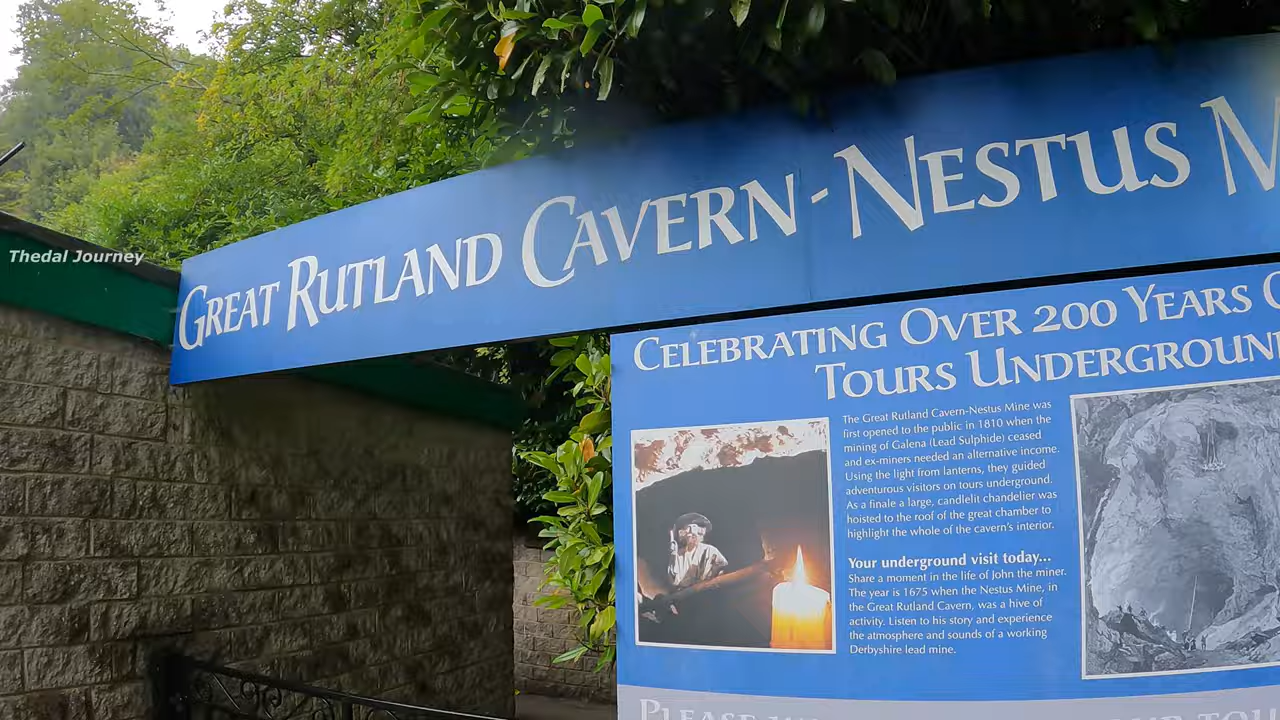 Thedal Journey
GREAT RUTLAND CAVERN-NESTUS M
CELEBRATING OVER 200 YEARS
TOURS UNDERGROUN
The Great Rutland Cavern-Nestus Mine was
first opened to the public in 1810 when the
mining of Galena (Lead Sulphide) ceased
and ex-miners needed an alternative income.
Using the light from lanterns, they guided
adventurous visitors on tours underground.
As a finale a large, candlelit chandelier was
hoisted to the roof of the great chamber to
highlight the whole of the cavern's interior.
Your underground visit today...
Share a moment in the life of John the miner.
The year is 1675 when the Nestus Mine, in
the Great Rutland Cavern, was a hive of
activity. Listen to his story and experience
the atmosphere and sounds of a working
Derbyshire lead mine.
PLEASE